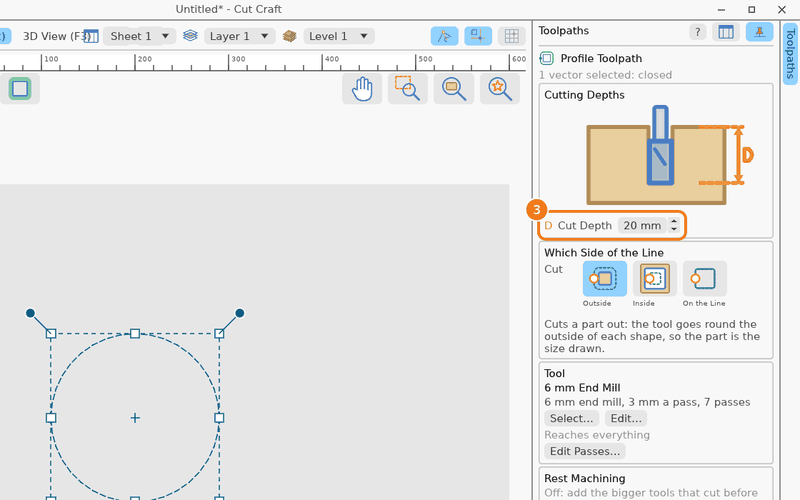 Untitled* - Cut Craft
3D View (F3)
Sheet 1
Layer 1
Level 1
100
200
300
400
500
600
Toolpaths
?
Toolpaths
Profile Toolpath
1 vector selected: closed
Cutting Depths
D
3
D Cut Depth 20 mm
Which Side of the Line
Cut
Outside
Inside
On the Line
Cuts a part out: the tool goes round the
outside of each shape, so the part is the
size drawn.
Tool
6 mm End Mill
6 mm end mill, 3 mm a pass, 7 passes
Select...
Edit...
Reaches everything
Edit Passes...
Rest Machining
Off: add the bigger tools that cut before